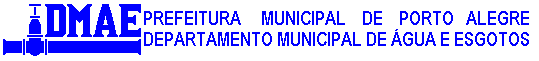 DMAE
PREFEITURA MUNICIPAL DE PORTO ALEGRE
DEPARTAMENTO MUNICIPAL DE ÁGUA E ESGOTOS